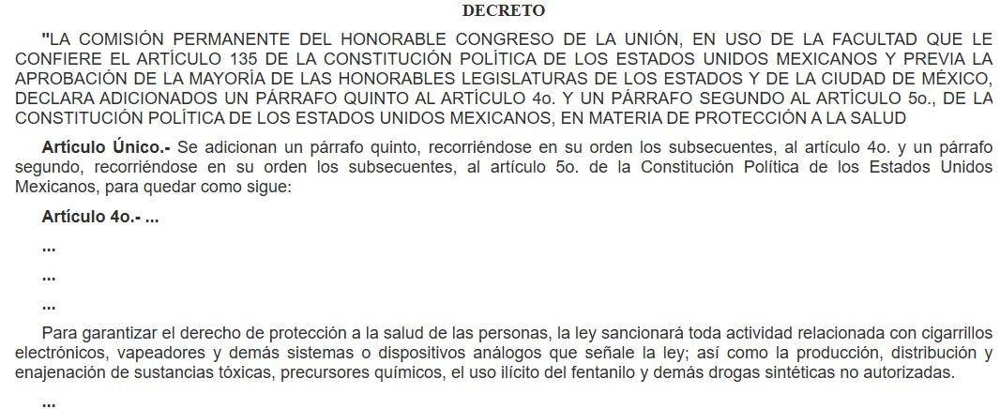 DECRETO
"LA COMISIÓN PERMANENTE DEL HONORABLE CONGRESO DE LA UNIÓN, EN USO DE LA FACULTAD QUE LE
CONFIERE EL ARTÍCULO 135 DE LA CONSTITUCIÓN POLÍTICA DE LOS ESTADOS UNIDOS MEXICANOS Y PREVIA LA
APROBACIÓN DE LA MAYORÍA DE LAS HONORABLES LEGISLATURAS DE LOS ESTADOS Y DE LA CIUDAD DE MÉXICO,
DECLARA ADICIONADOS UN PÁRRAFO QUINTO AL ARTÍCULO 4o. Y UN PÁRRAFO SEGUNDO AL ARTÍCULO 5o., DE LA
CONSTITUCIÓN POLÍTICA DE LOS ESTADOS UNIDOS MEXICANOS, EN MATERIA DE PROTECCIÓN A LA SALUD
Artículo Único.- Se adicionan un párrafo quinto, recorriéndose en su orden los subsecuentes, al artículo 4o. y un párrafo
segundo, recorriéndose en su orden los subsecuentes, al artículo 5o. de la Constitución Política de los Estados Unidos
Mexicanos, para quedar como sigue:
Artículo 4o.- ...
...
...
...
Para garantizar el derecho de protección a la salud de las personas, la ley sancionará toda actividad relacionada con cigarrillos
electrónicos, vapeadores y demás sistemas o dispositivos análogos que señale la ley; así como la producción, distribución y
enajenación de sustancias tóxicas, precursores químicos, el uso ilícito del fentanilo y demás drogas sintéticas no autorizadas.
...